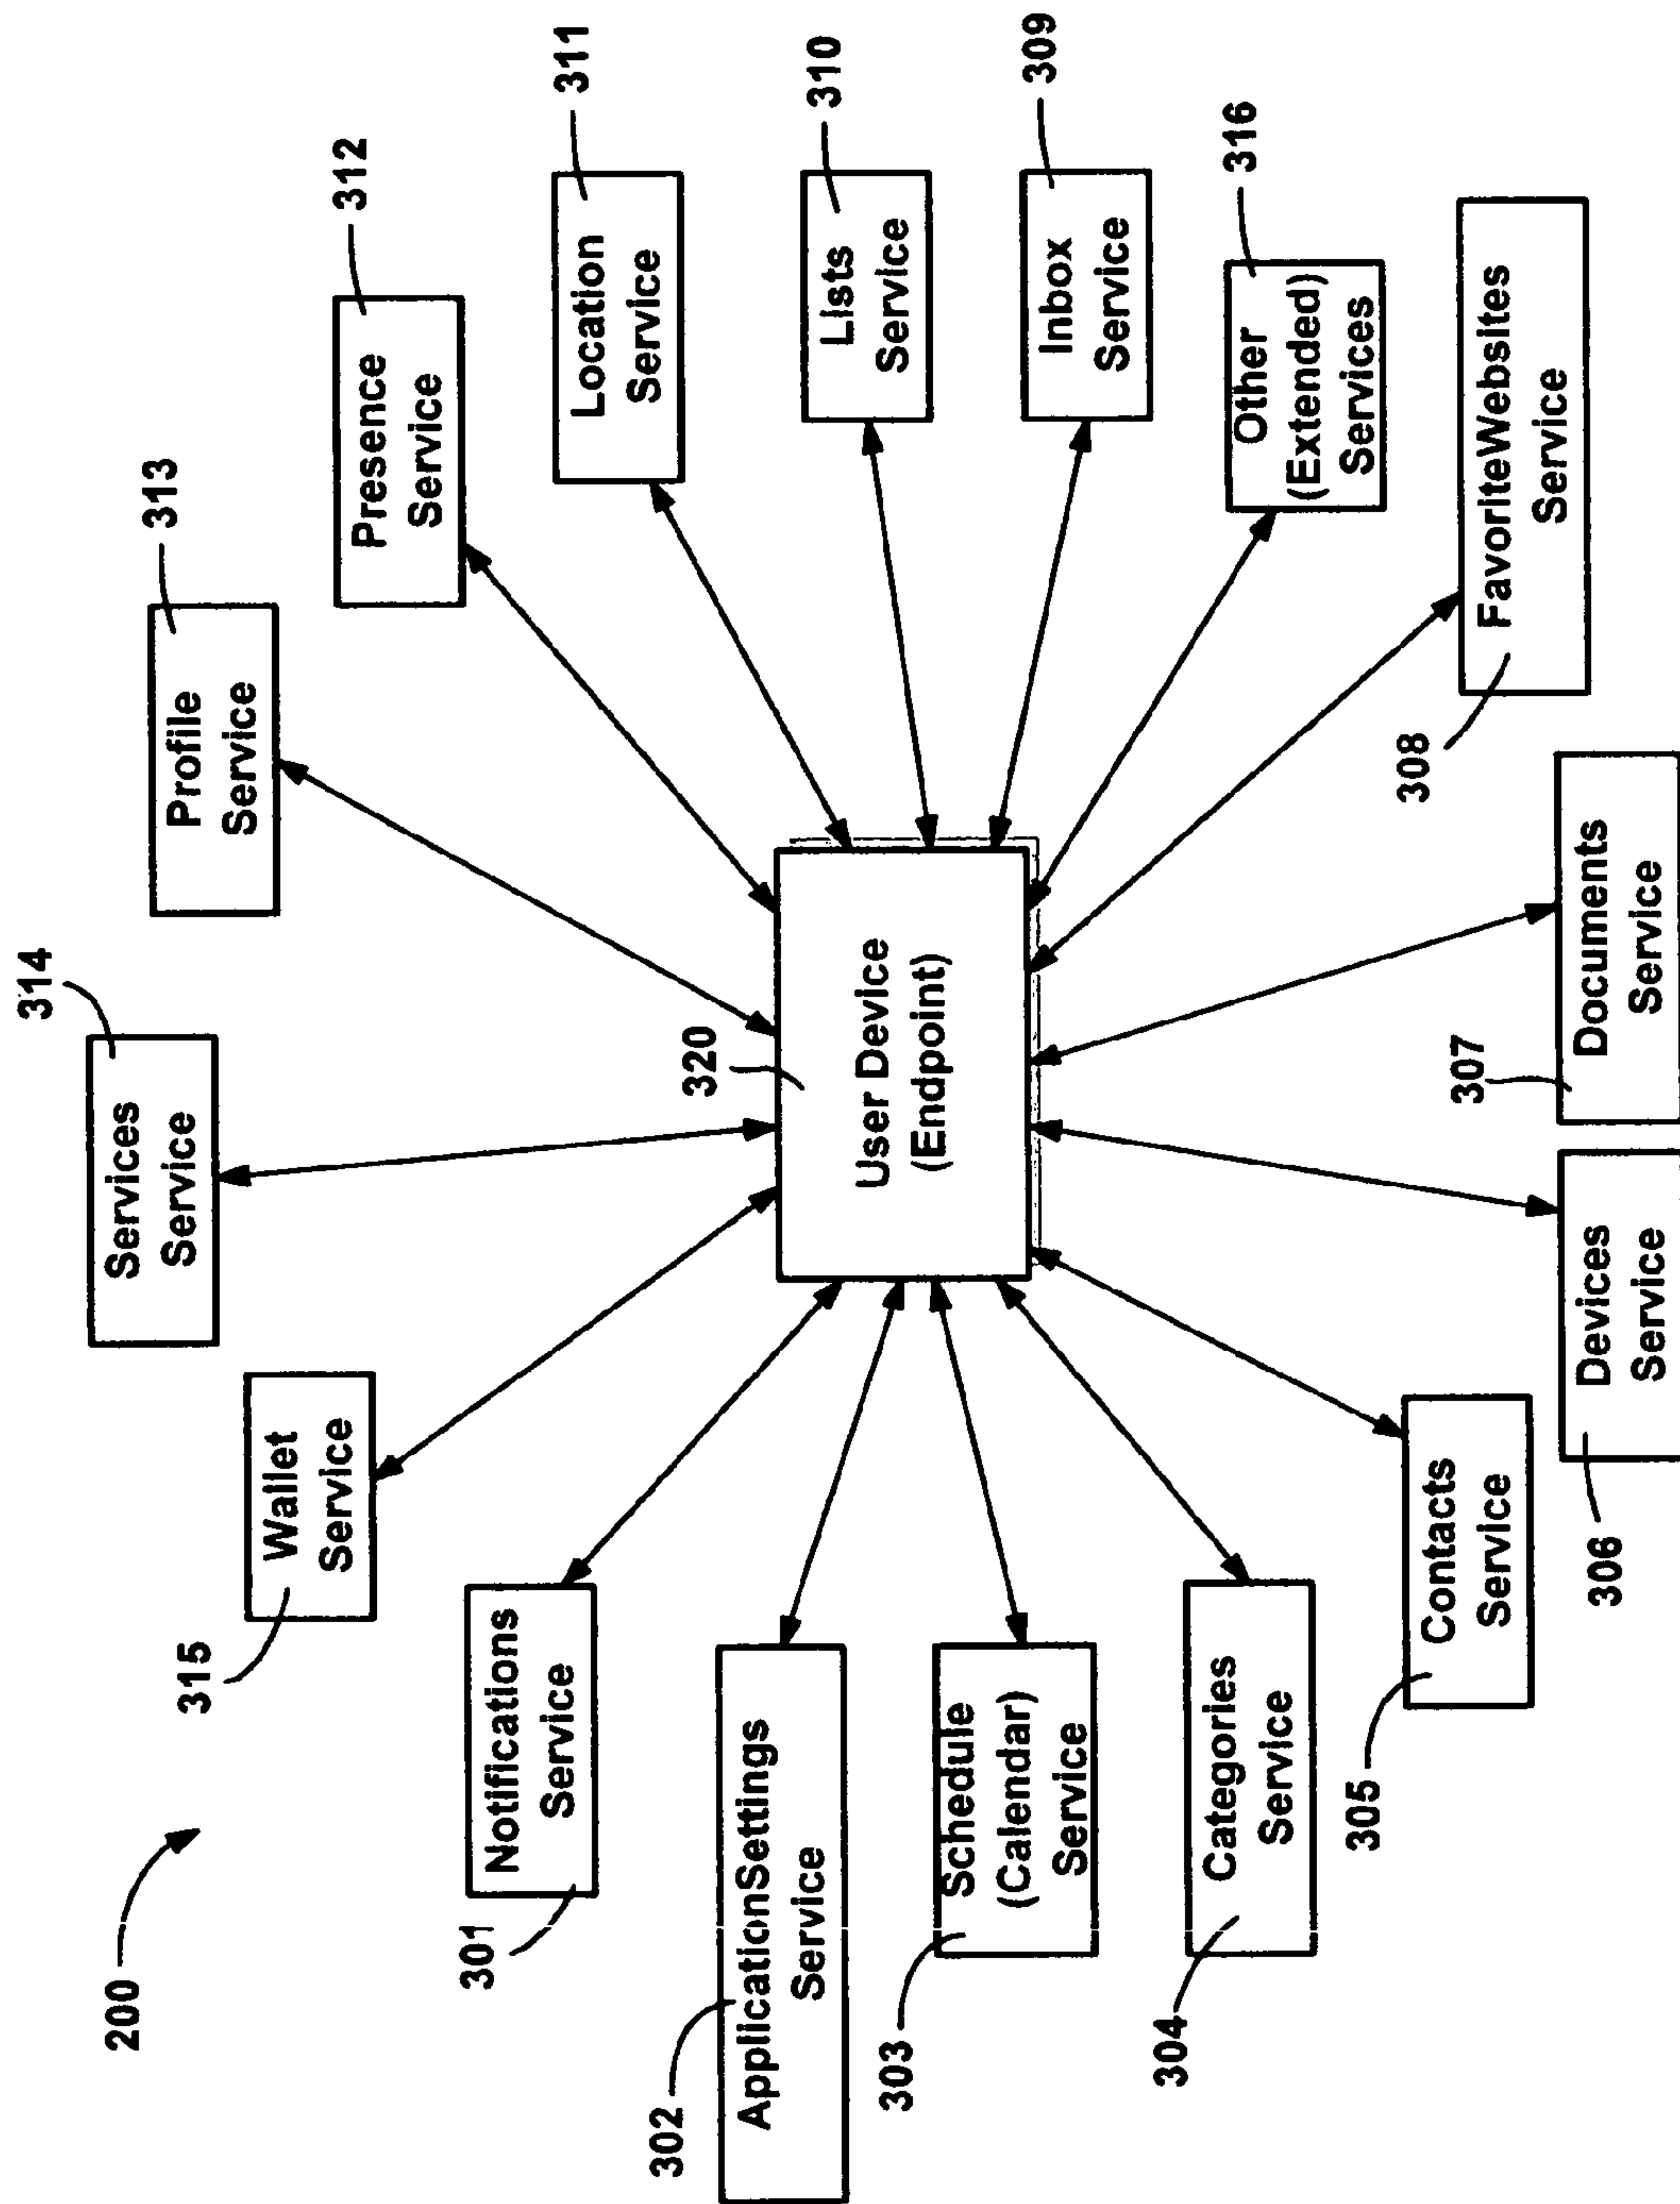 200
314
Services
Service
313
Profile
Service
312
Presence
Service
311
Location
Service
310
Lists
Service
309
Inbox
Service
316
Other
(Extended)
Services
308
FavoriteWebsites
Service
307
Documents
Service
306
Devices
Service
305
Contacts
Service
304
Categories
Service
303
Schedule
(Calendar)
Service
302
ApplicationSettings
Service
301
Notifications
Service
315
Wallet
Service
320
User Device
(Endpoint)